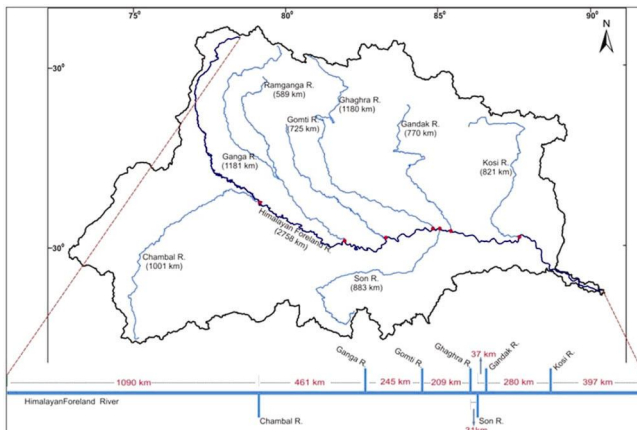 75°
80°
85°
90°
N
30°
30°
Ramganga R.
(589 km)
Ghaghra R.
(1180 km)
Gomti R.
(725 km)
Gandak R.
(770 km)
Ganga R.
(1181 km)
Kosi R.
(821 km)
Himalayan Foreland R.
(2758 km)
Chambal R.
(1001 km)
Son R.
(883 km)
Ganga R.
Gomti R.
Ghaghra R.
37 km
Gandak R.
Kosi R.
1090 km
461 km
245 km
209 km
280 km
397 km
HimalayanForeland River
Chambal R.
Son R.
31km